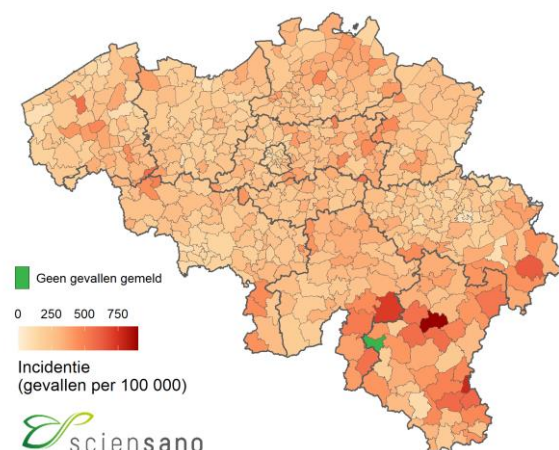 Geen gevallen gemeld
0 250 500 750
Incidentie
(gevallen per 100 000)
sciensano